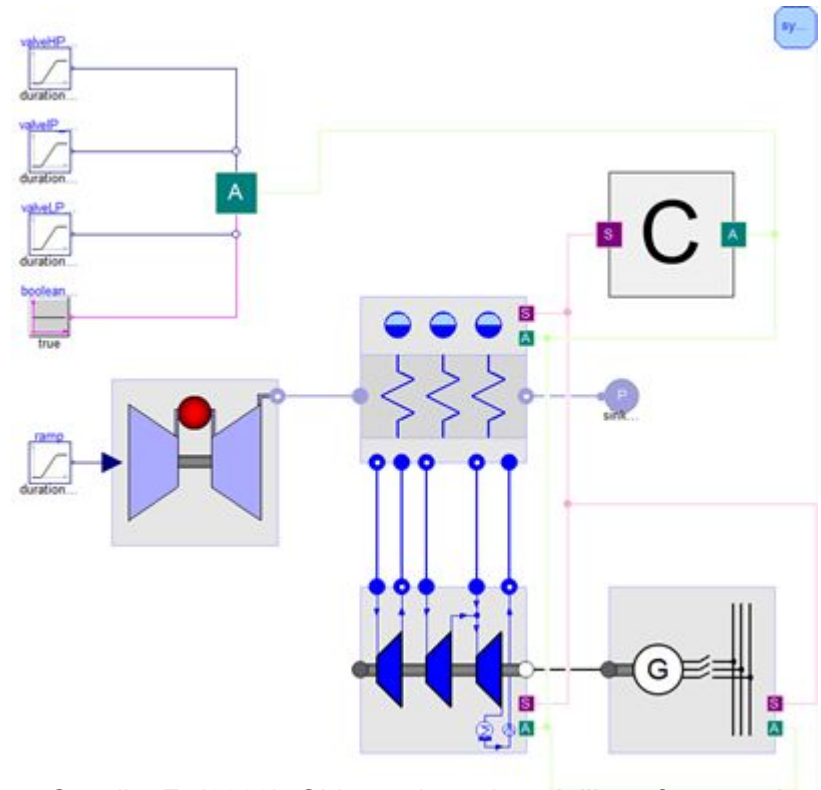 sy...
valveHP...
duration...
valveIP...
duration...
A
valveLP...
duration...
boolean...
true
S
C
A
S
A
P
sink...
ramp
duration...
G
S
A
S
A